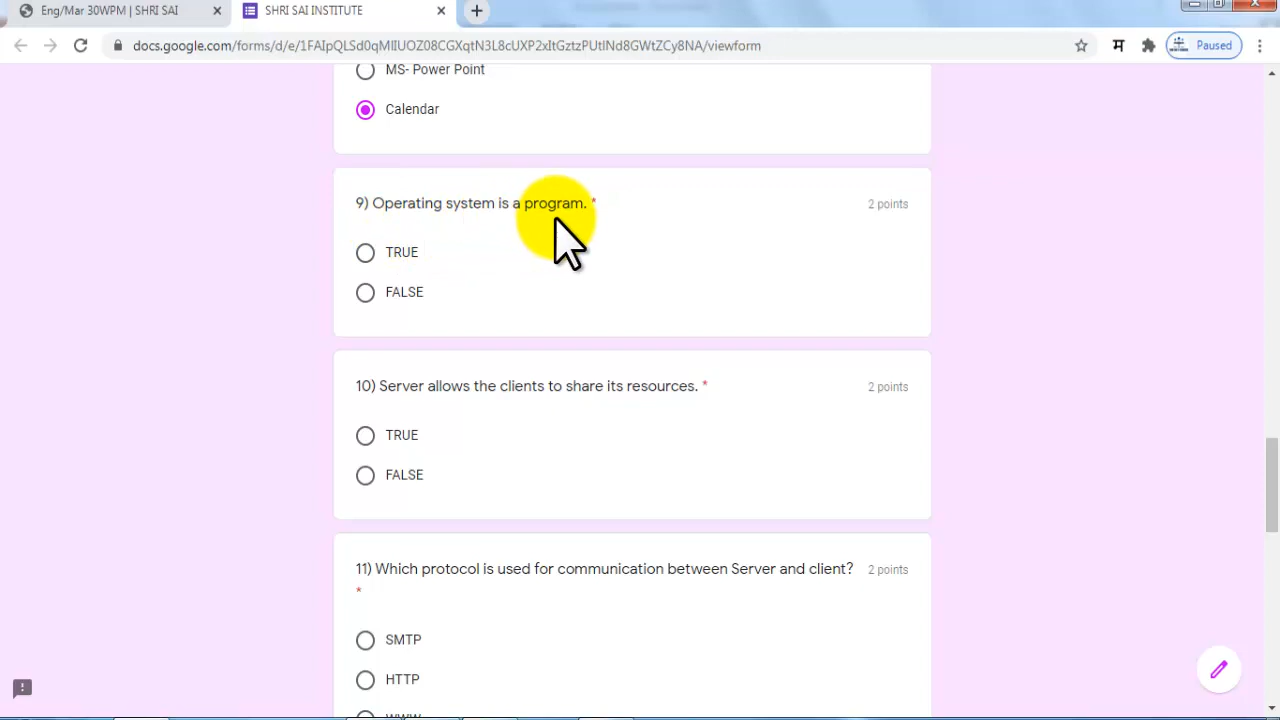 Eng/Mar 30WPM | SHRI SAI
SHRI SAI INSTITUTE
docs.google.com/forms/d/e/1FAIpQLSd0qMlIUOZ08CGXqtN3L8cUXP2xItGztzPUtlNd8GWtZCy8NA/viewform
म
Paused
MS- Power Point
Calendar
9) Operating system is a program. *
2 points
TRUE
FALSE
10) Server allows the clients to share its resources. *
2 points
TRUE
FALSE
11) Which protocol is used for communication between Server and client?
2 points
*
SMTP
HTTP
WWW